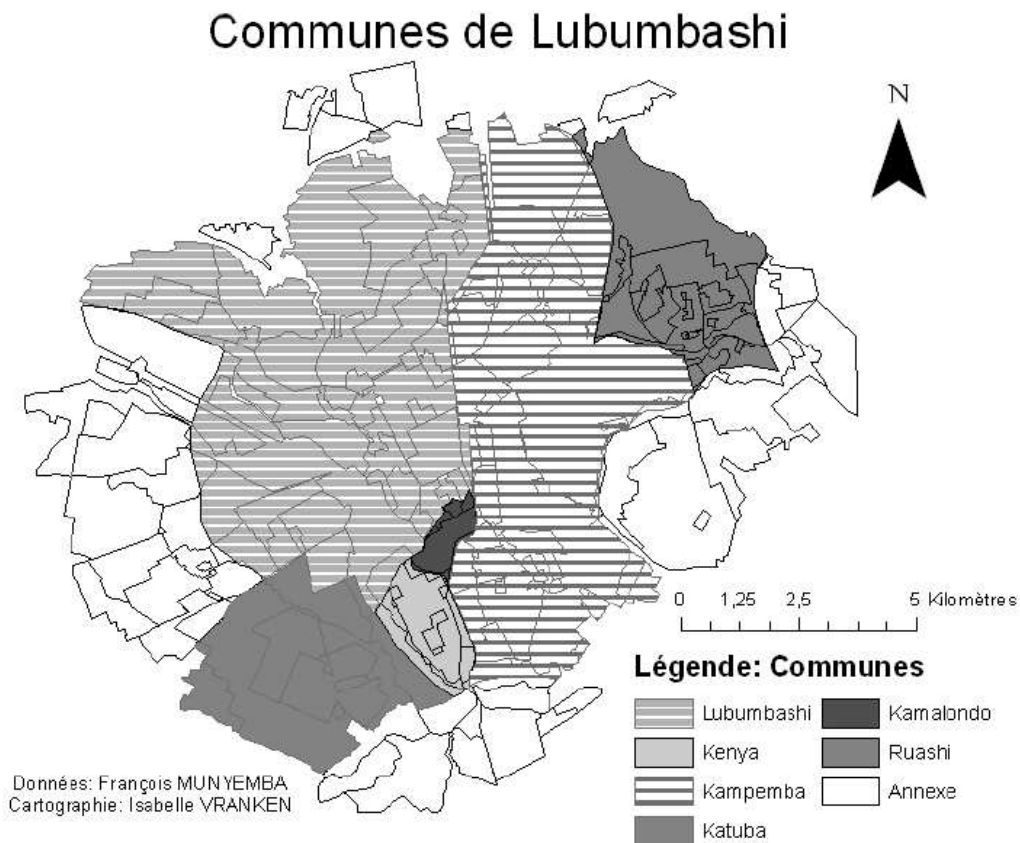 Communes de Lubumbashi
N
0 1,25 2,5 5 Kilomètres
Légende: Communes
Lubumbashi Kamalondo
Kenya Ruashi
Kampemba Annexe
Katuba
Données: François MUNYEMBA
Cartographie: Isabelle VRANKEN